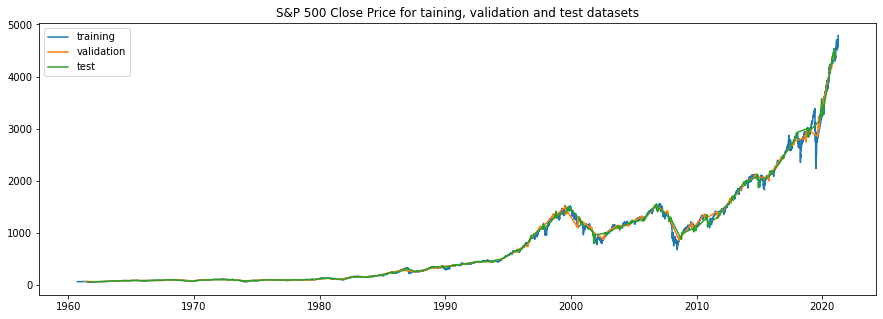 S&P 500 Close Price for taining, validation and test datasets
training
validation
test
5000
4000
3000
2000
1000
0
1960 1970 1980 1990 2000 2010 2020